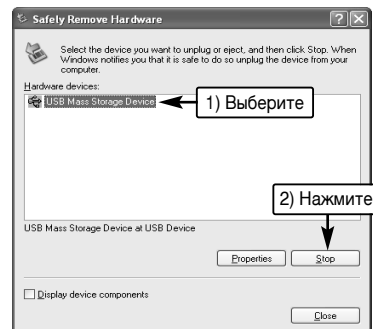 Safely Remove Hardware
Select the device you want to unplug or eject, and then click Stop. When
Windows notifies you that it is safe to do so unplug the device from your
computer.
Hardware devices:
USB Mass Storage Device
1) Выберите
2) Нажмите
USB Mass Storage Device at USB Device
Properties
Stop
Display device components
Close